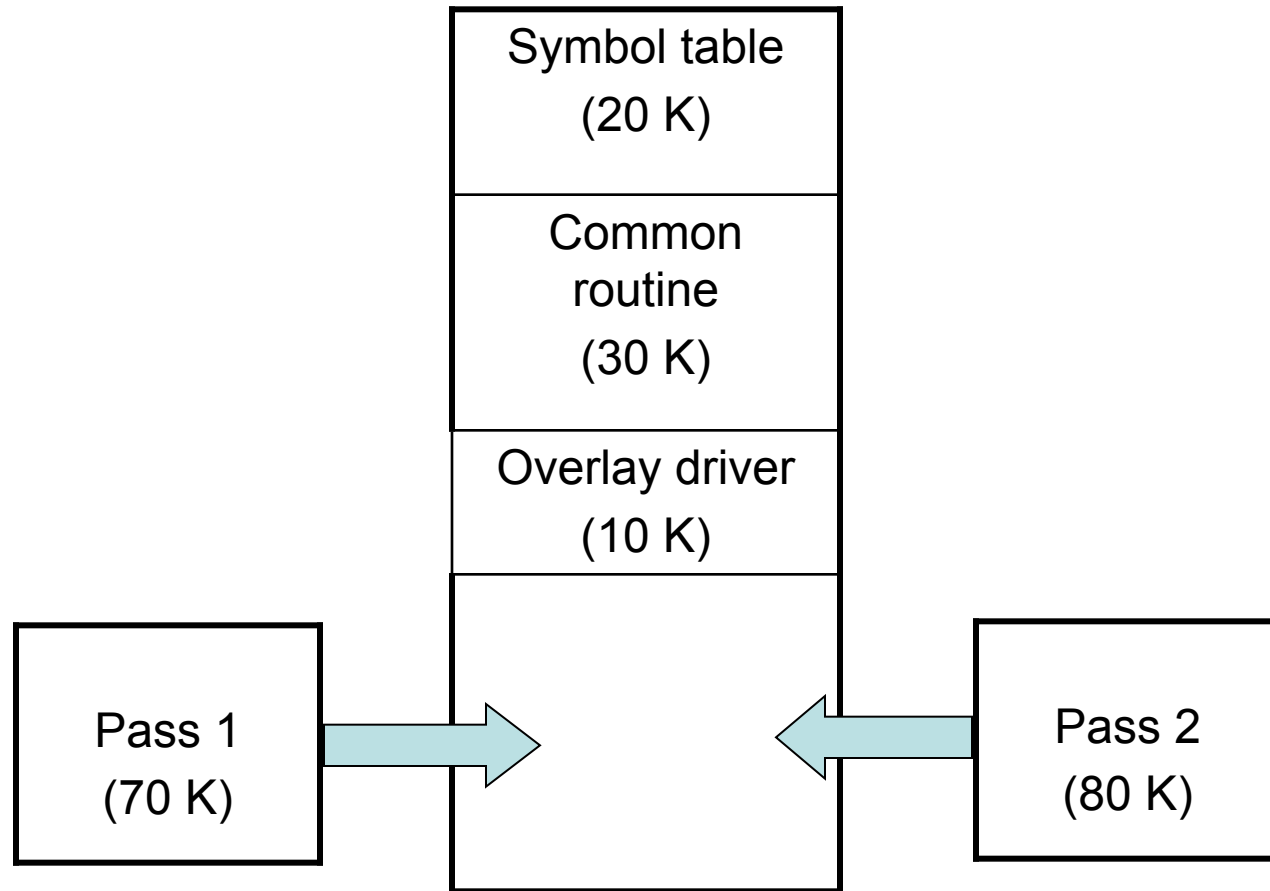 Symbol table
(20 K)
Common
routine
(30 K)
Overlay driver
(10 K)
Pass 1
(70 K)
Pass 2
(80 K)